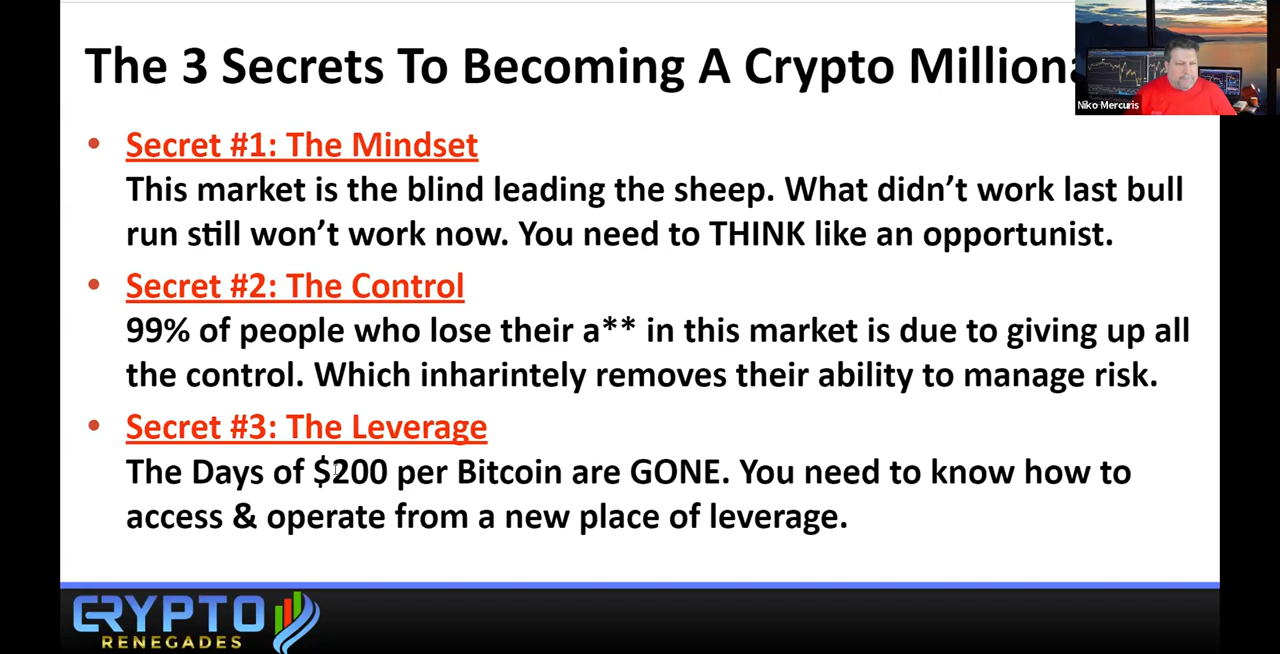 The 3 Secrets To Becoming A Crypto Milliona
Niko Mercuris
• Secret #1: The Mindset
This market is the blind leading the sheep. What didn't work last bull
run still won't work now. You need to THINK like an opportunist.
• Secret #2: The Control
99% of people who lose their a** in this market is due to giving up all
the control. Which inharintely removes their ability to manage risk.
• Secret #3: The Leverage
The Days of $200 per Bitcoin are GONE. You need to know how to
access & operate from a new place of leverage.
CRYPTO
RENEGADES